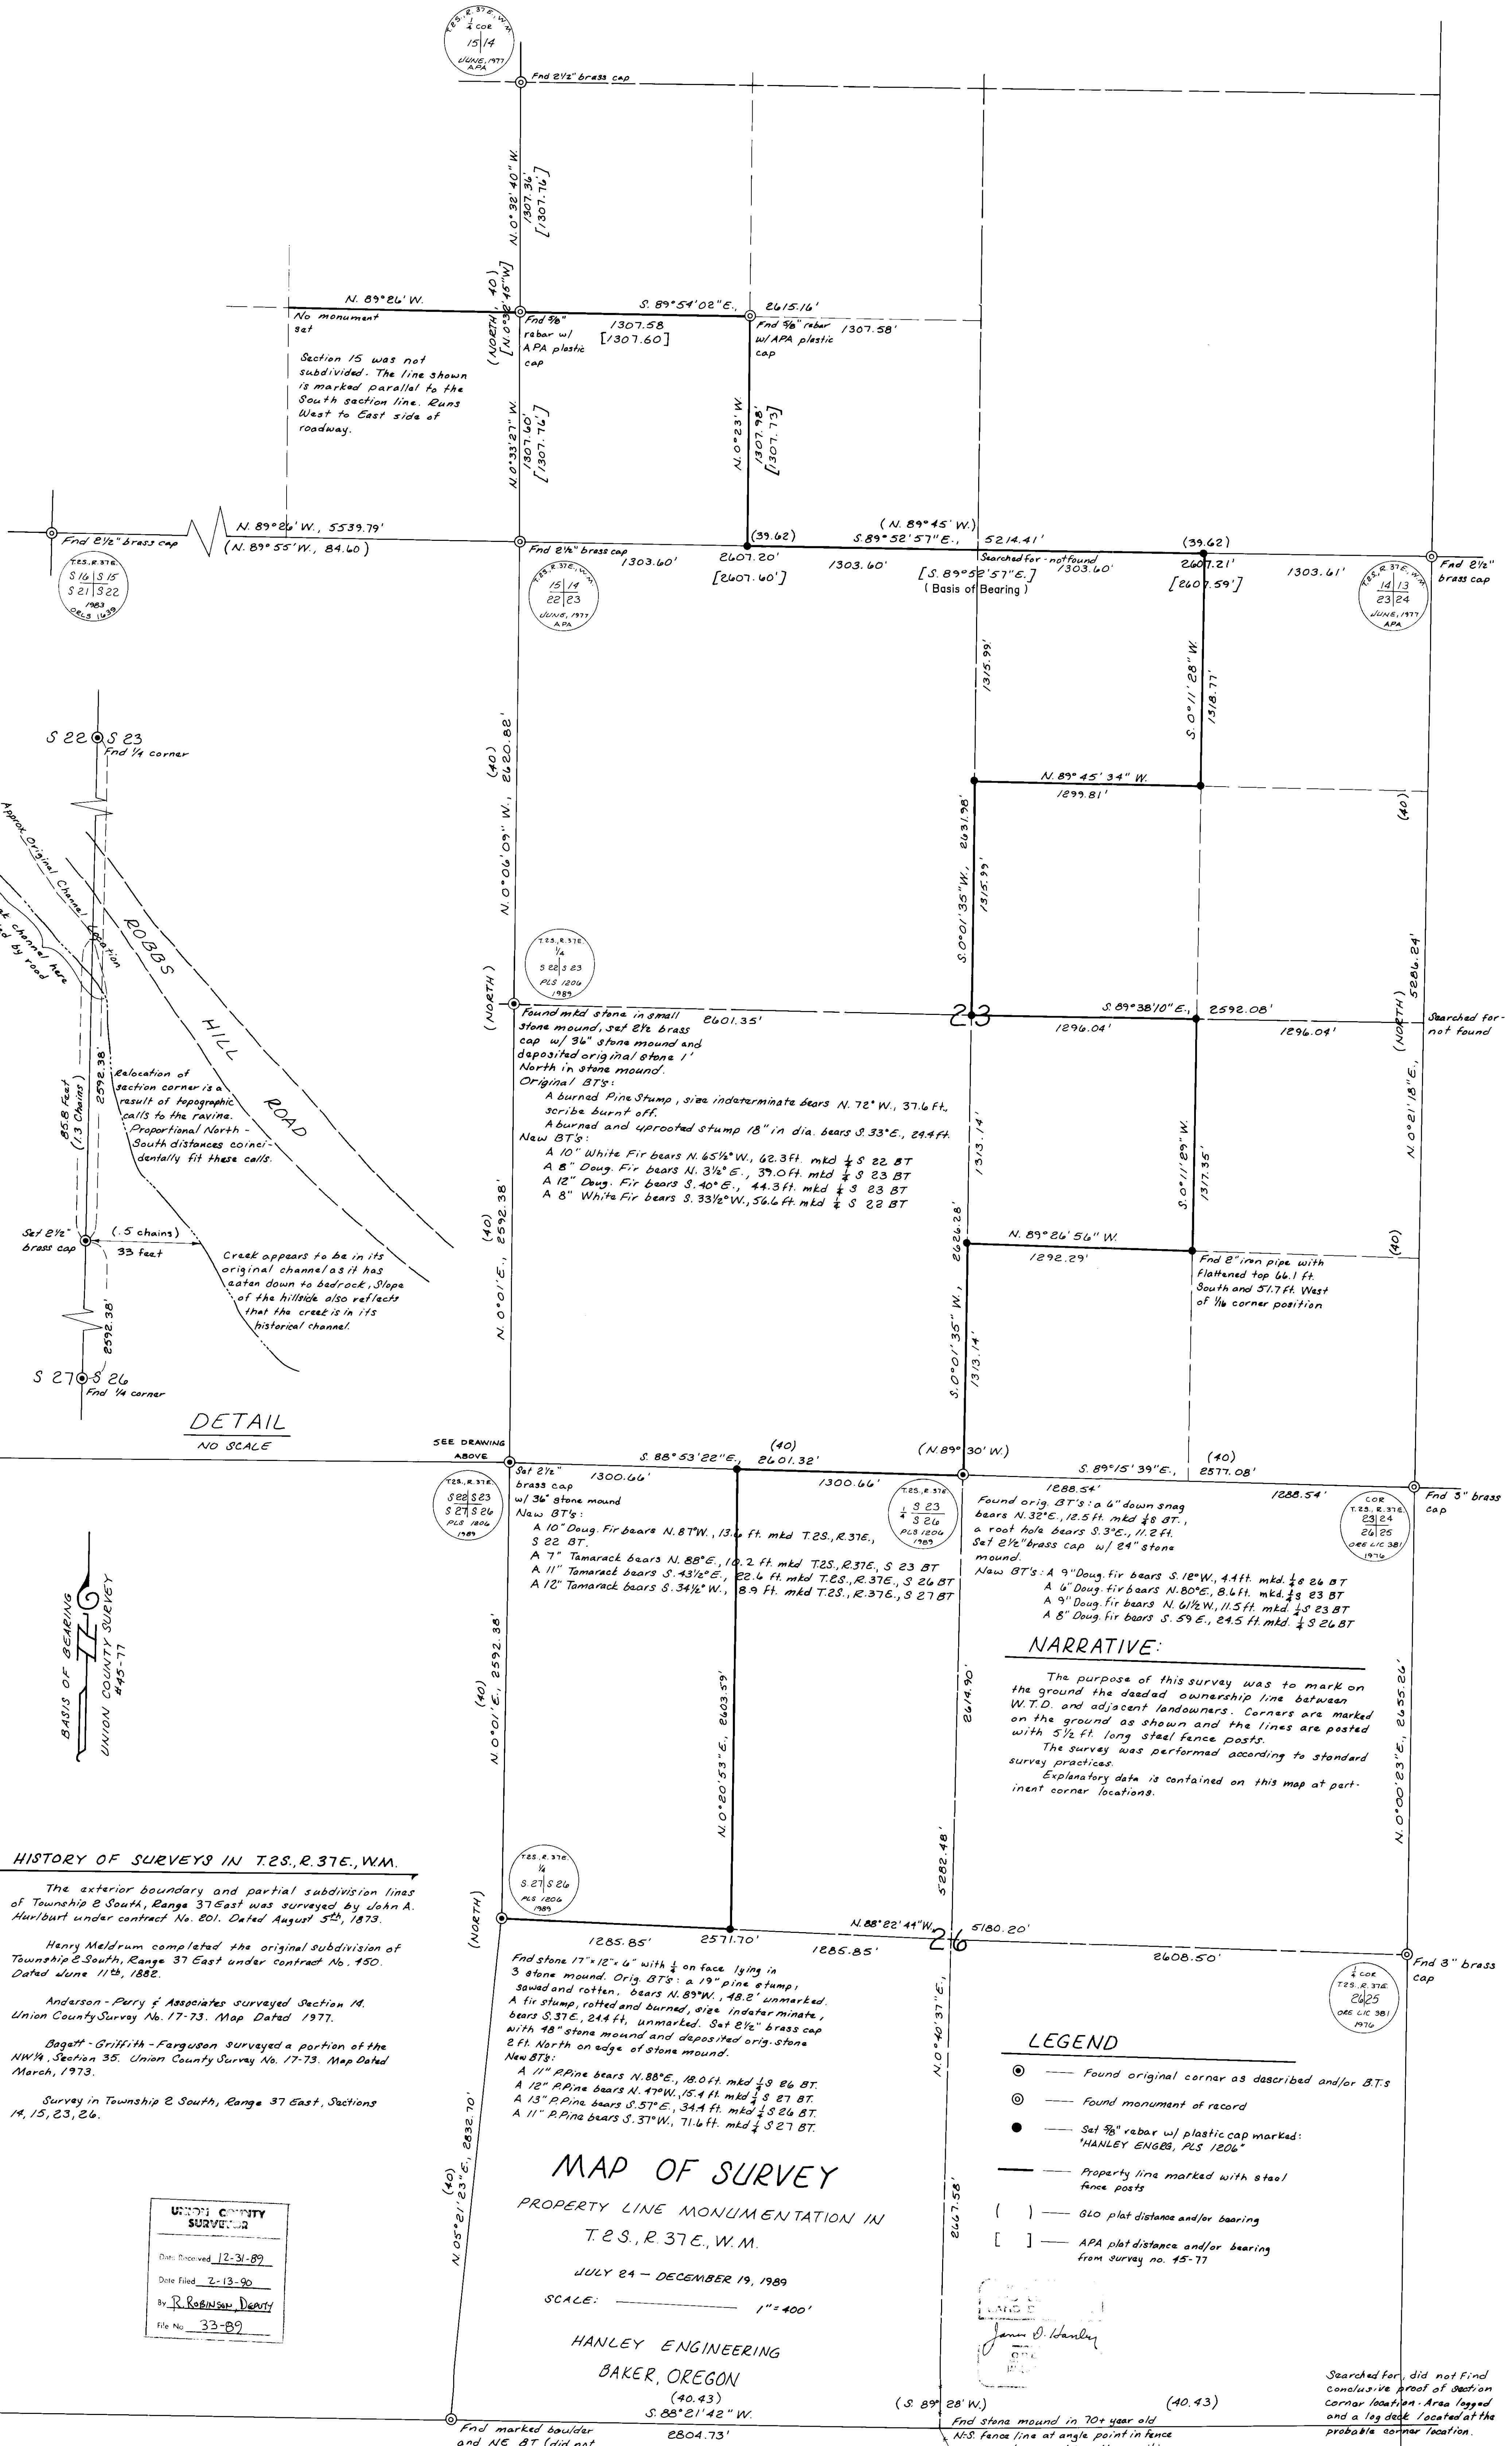 T.2S., R.37E., W.M.
1/4 COR
15|14
JUNE, 1977
APA
Fnd 2½" brass cap
N.0°32'40"W.
1307.36'
[1307.76']
(NORTH, 40)
[N.0°32'45"W]
N. 89°26' W.
No monument
set
Section 15 was not
subdivided. The line shown
is marked parallel to the
South section line. Runs
West to East side of
roadway.
Fnd 5/8"
rebar w/
APA plastic
cap
S. 89°54'02"E., 2615.16'
1307.58
[1307.60]
Fnd 5/8" rebar
w/ APA plastic
cap
1307.58'
N.0°33'27"W.
1307.60'
[1307.76']
N.0°23'W.
1307.98'
[1307.73]
Fnd 2½" brass cap
N. 89°26' W., 5539.79'
(N. 89°55' W., 84.60)
T.2S., R.37E.
S16|S15
S21|S22
1983
ORLS 1639
Fnd 2½" brass cap
T.2S., R.37E., W.M.
15|14
22|23
JUNE, 1977
APA
1303.60'
(39.62)
2607.20'
[2607.60']
1303.60'
(N. 89°45' W.)
S.89°52'57"E., 5214.41'
Searched for-not found
[S.89°52'57"E.]
(Basis of Bearing)
1303.60'
(39.62)
2607.21'
[2607.59']
1303.61'
Fnd 2½"
brass cap
T.2S., R.37E., W.M.
14|13
23|24
JUNE, 1977
APA
1315.99'
S.0°11'28"W.
1318.77'
N. 89°45'34" W.
1299.81'
(40)
N.0°06'09" W., 2620.82'
(40)
S.0°01'35"W., 2631.98'
1315.99'
S 22 S 23
Fnd ¼ corner
Approx. Original Channel Location
channel here
by road
ROBBS HILL ROAD
85.8 Feet
(1.3 Chains)
2592.38'
Relocation of
section corner is a
result of topographic
calls to the ravine.
Proportional North-
South distances coinci-
dentally fit these calls.
Set 2½"
brass cap
(.5 chains)
33 feet
Creek appears to be in its
original channel as it has
eaten down to bedrock, Slope
of the hillside also reflects
that the creek is in its
historical channel.
2592.38'
S 27 S 26
Fnd ¼ corner
DETAIL
NO SCALE
(NORTH)
T.2S., R.37E.
¼
S 22|S 23
PLS 1206
1989
Found mkd stone in small
stone mound, set 2½ brass
cap w/ 36" stone mound and
deposited original stone 1'
North in stone mound.
Original BT's:
A burned Pine Stump, size indeterminate bears N. 72° W., 37.6 ft.,
scribe burnt off.
A burned and uprooted stump 18" in dia. bears S.33°E., 29.4 ft.
New BT's:
A 10" White Fir bears N.65½°W., 62.3 ft. mkd ¼ S 22 BT
A 8" Doug. Fir bears N. 3½°E., 39.0 ft. mkd ¼ S 23 BT
A 12" Doug. Fir bears S.40°E., 44.3 ft. mkd ¼ S 23 BT
A 8" White Fir bears S. 33½°W., 56.6 ft. mkd ¼ S 22 BT
2601.35'
23
S.89°38'10"E., 2592.08'
1296.04'
1296.04'
Searched for-
not found
N.0°21'18"E., 5286.24'
(NORTH)
1313.14'
S.0°11'29"W.
1317.35'
N. 89°26'56" W.
1292.29'
Fnd 2" iron pipe with
flattened top 66.1 ft.
South and 51.7 ft. West
of 1/16 corner position
(40)
S.0°01'35" W., 2626.28'
1313.14'
N.0°01'E., 2592.38'
(40)
SEE DRAWING
ABOVE
T.2S., R.37E.
S22|S23
S27|S26
PLS 1206
1989
Set 2½"
brass cap
w/ 36" stone mound
New BT's:
A 10" Doug. Fir bears N.87°W., 13.6 ft. mkd T.2S., R.37E.,
S 22 BT.
A 7" Tamarack bears N. 88°E., 10.2 ft. mkd T.2S., R.37E., S 23 BT
A 11" Tamarack bears S.43½°E., 22.6 ft. mkd T.2S., R.37E., S 26 BT
A 12" Tamarack bears S.34½°W., 8.9 ft. mkd T.2S., R.37E., S 27 BT
S. 88°53'22"E., 2601.32'
(40)
1300.66'
1300.66'
(N.89°30' W.)
T.2S., R.37E.
¼ S 23
S 26
PLS 1206
1989
S. 89°15'39"E., 2577.08'
(40)
1288.54'
1288.54'
Found orig. BT's: a 6" down snag
bears N.32°E., 12.5 ft. mkd ¼S BT.,
a root hole bears S.3°E., 11.2 ft.
Set 2½" brass cap w/ 24" stone
mound.
New BT's: A 9" Doug. fir bears S.12°W., 4.4 ft. mkd. ¼S 26 BT
A 6" Doug. fir bears N.80°E., 8.6 ft. mkd. ¼S 23 BT
A 9" Doug. fir bears N. 61½W., 11.5 ft. mkd. ¼S 23 BT
A 8" Doug. fir bears S. 59 E., 24.5 ft. mkd. ¼ S 26 BT
COR
T.2S., R.37E.
23|24
26|25
ORE LIC 381
1976
Fnd 3" brass
cap
BASIS OF BEARING
UNION COUNTY SURVEY
#45-77
NARRATIVE:
The purpose of this survey was to mark on
the ground the deeded ownership line between
W.T.D. and adjacent landowners. Corners are marked
on the ground as shown and the lines are posted
with 5½ ft. long steel fence posts.
The survey was performed according to standard
survey practices.
Explanatory data is contained on this map at pert-
inent corner locations.
N.0°01'E., 2592.38'
(40)
N.0°20'53"E., 2603.59'
2614.90'
N.0°00'23"E., 2655.26'
HISTORY OF SURVEYS IN T.2S., R.37E., W.M.
The exterior boundary and partial subdivision lines
of Township 2 South, Range 37 East was surveyed by John A.
Hurlburt under contract No. 201. Dated August 5th, 1873.
Henry Meldrum completed the original subdivision of
Township 2 South, Range 37 East under contract No. 450.
Dated June 11th, 1882.
Anderson-Perry & Associates surveyed Section 14.
Union County Survey No. 17-73. Map Dated 1977.
Bagett-Griffith-Ferguson surveyed a portion of the
NW¼, Section 35. Union County Survey No. 17-73. Map Dated
March, 1973.
Survey in Township 2 South, Range 37 East, Sections
14, 15, 23, 26.
(NORTH)
T.2S., R.37E.
¼
S.27|S26
PLS 1206
1989
1285.85'
2571.70'
1285.85'
N.88°22'44"W., 5180.20'
26
2608.50'
5282.48'
N.0°40'37"E.,
Fnd 3" brass
cap
¼ COR
T.2S., R.37E.
26|25
ORE LIC 381
1976
Fnd stone 17"x12"x6" with ¼ on face lying in
3 stone mound. Orig. BT's: a 19" pine stump,
sawed and rotten, bears N.89°W., 48.2' unmarked.
A fir stump, rotted and burned, size indeterminate,
bears S.37E., 24.4 ft, unmarked. Set 2½" brass cap
with 48" stone mound and deposited orig. stone
2 ft. North on edge of stone mound.
New BT's:
A 11" P.Pine bears N.88°E., 18.0 ft. mkd ¼S 26 BT.
A 12" P.Pine bears N.47°W., 15.4 ft. mkd ¼ S 27 BT.
A 13" P.Pine bears S.57°E., 34.4 ft. mkd ¼ S 26 BT.
A 11" P.Pine bears S.37°W., 71.6 ft. mkd ¼ S 27 BT.
LEGEND
Found original corner as described and/or B.T.s
Found monument of record
Set 5/8" rebar w/ plastic cap marked:
"HANLEY ENGRG, PLS 1206"
Property line marked with steel
fence posts
( ) GLO plat distance and/or bearing
[ ] APA plat distance and/or bearing
from survey no. 45-77
(40)
N.05°21'23"E., 2832.70'
2667.58'
MAP OF SURVEY
PROPERTY LINE MONUMENTATION IN
T.2S., R.37E., W.M.
JULY 24 - DECEMBER 19, 1989
SCALE: 1"=400'
HANLEY ENGINEERING
BAKER, OREGON
UNION COUNTY
SURVEYOR
Date Received 12-31-89
Date Filed 2-13-90
By R. ROBINSON, DEPUTY
File No. 33-89
James D. Hanley
(40.43)
S.88°21'42"W.
2804.73'
Fnd marked boulder
and NE BT (did not
(S. 89°28' W.)
(40.43)
Fnd stone mound in 70+ year old
N.S. fence line at angle point in fence
Searched for, did not find
conclusive proof of section
corner location. Area logged
and a log deck located at the
probable corner location.